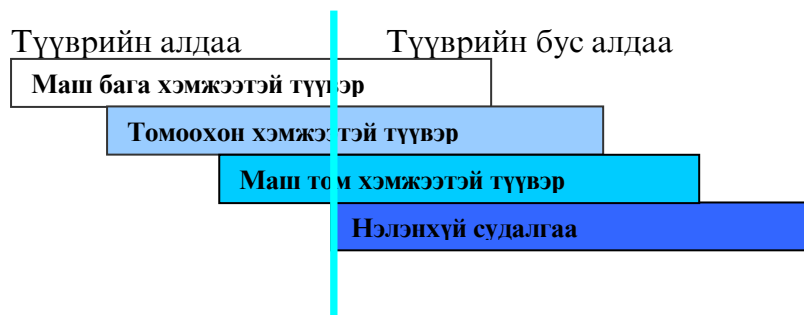 Түүврийн алдаа
Түүврийн бус алдаа
Маш бага хэмжээтэй түүвэр
Томоохон хэмжээтэй түүвэр
Маш том хэмжээтэй түүвэр
Нэлэнхүй судалгаа